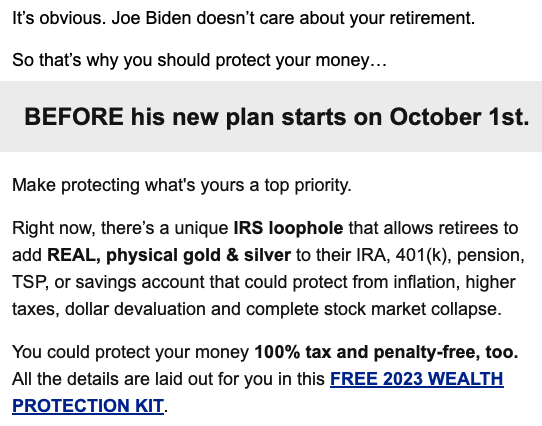 It’s obvious. Joe Biden doesn’t care about your retirement.
So that’s why you should protect your money…
BEFORE his new plan starts on October 1st.
Make protecting what's yours a top priority.
Right now, there’s a unique IRS loophole that allows retirees to
add REAL, physical gold & silver to their IRA, 401(k), pension,
TSP, or savings account that could protect from inflation, higher
taxes, dollar devaluation and complete stock market collapse.
You could protect your money 100% tax and penalty-free, too.
All the details are laid out for you in this FREE 2023 WEALTH
PROTECTION KIT.